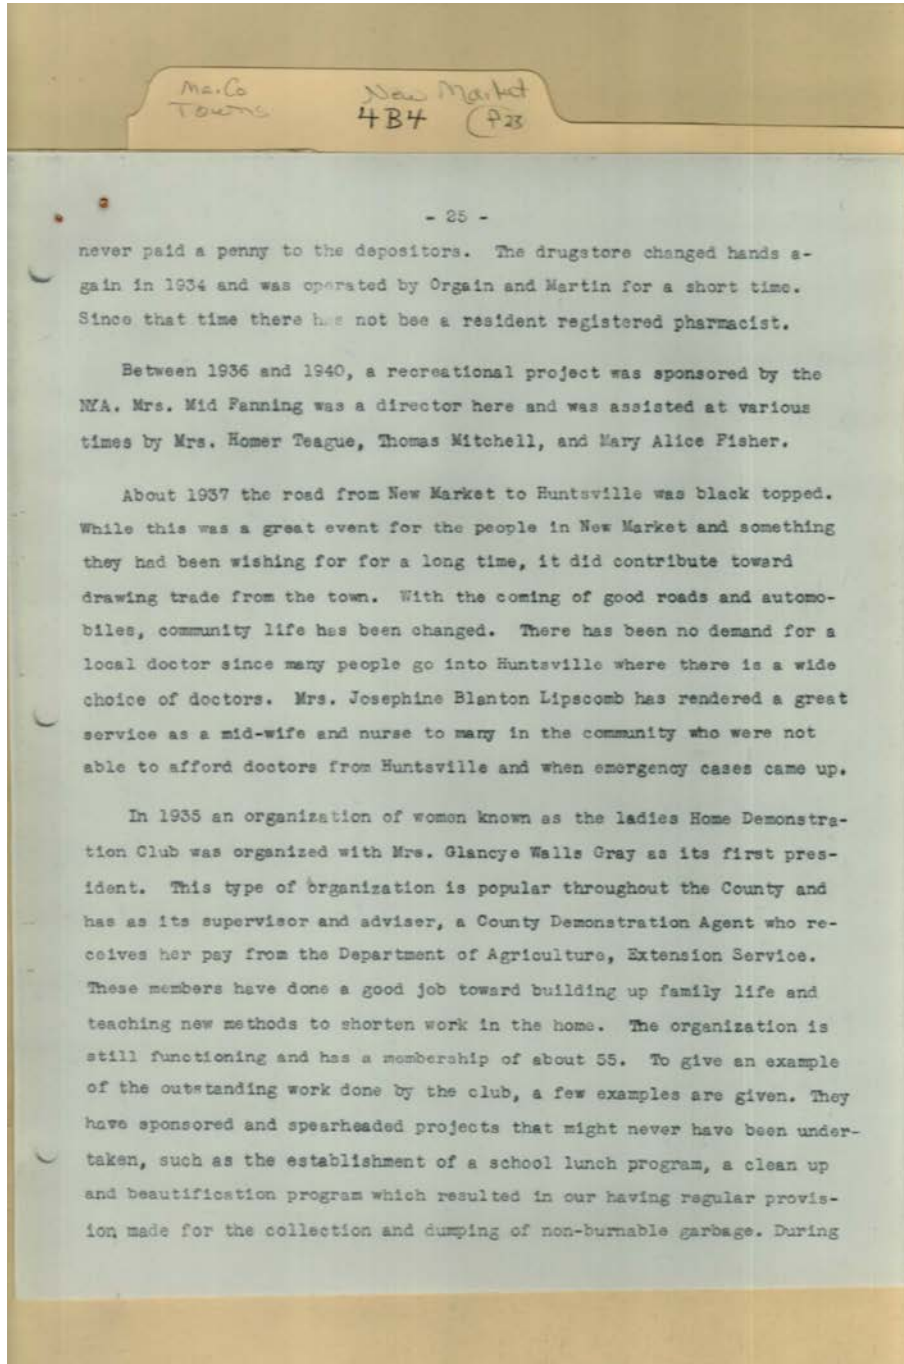 Ma.Co
Towns
New Market
4B4 (P 23
- 25 -
never paid a penny to the depositors. The drugstore changed hands a-
gain in 1934 and was operated by Orgain and Martin for a short time.
Since that time there has not bee a resident registered pharmacist.
Between 1936 and 1940, a recreational project was sponsored by the
NYA. Mrs. Mid Fanning was a director here and was assisted at various
times by Mrs. Homer Teague, Thomas Mitchell, and Mary Alice Fisher.
About 1937 the road from New Market to Huntsville was black topped.
While this was a great event for the people in New Market and something
they had been wishing for for a long time, it did contribute toward
drawing trade from the town. With the coming of good roads and automo-
biles, community life has been changed. There has been no demand for a
local doctor since many people go into Huntsville where there is a wide
choice of doctors. Mrs. Josephine Blanton Lipscomb has rendered a great
service as a mid-wife and nurse to many in the community who were not
able to afford doctors from Huntsville and when emergency cases came up.
In 1935 an organization of women known as the ladies Home Demonstra-
tion Club was organized with Mrs. Glancye Walls Gray as its first pres-
ident. This type of organization is popular throughout the County and
has as its supervisor and adviser, a County Demonstration Agent who re-
ceives her pay from the Department of Agriculture, Extension Service.
These members have done a good job toward building up family life and
teaching new methods to shorten work in the home. The organization is
still functioning and has a membership of about 55. To give an example
of the outstanding work done by the club, a few examples are given. They
have sponsored and spearheaded projects that might never have been under-
taken, such as the establishment of a school lunch program, a clean up
and beautification program which resulted in our having regular provis-
ion made for the collection and dumping of non-burnable garbage. During